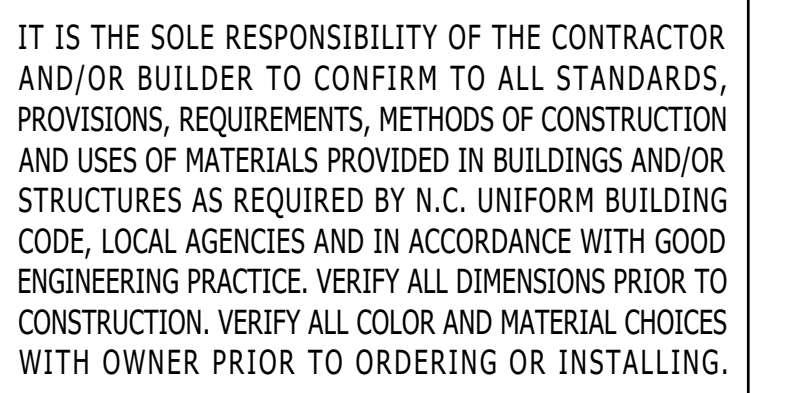 IT IS THE SOLE RESPONSIBILITY OF THE CONTRACTOR
AND/OR BUILDER TO CONFIRM TO ALL STANDARDS,
PROVISIONS, REQUIREMENTS, METHODS OF CONSTRUCTION
AND USES OF MATERIALS PROVIDED IN BUILDINGS AND/OR
STRUCTURES AS REQUIRED BY N.C. UNIFORM BUILDING
CODE, LOCAL AGENCIES AND IN ACCORDANCE WITH GOOD
ENGINEERING PRACTICE. VERIFY ALL DIMENSIONS PRIOR TO
CONSTRUCTION. VERIFY ALL COLOR AND MATERIAL CHOICES
WITH OWNER PRIOR TO ORDERING OR INSTALLING.